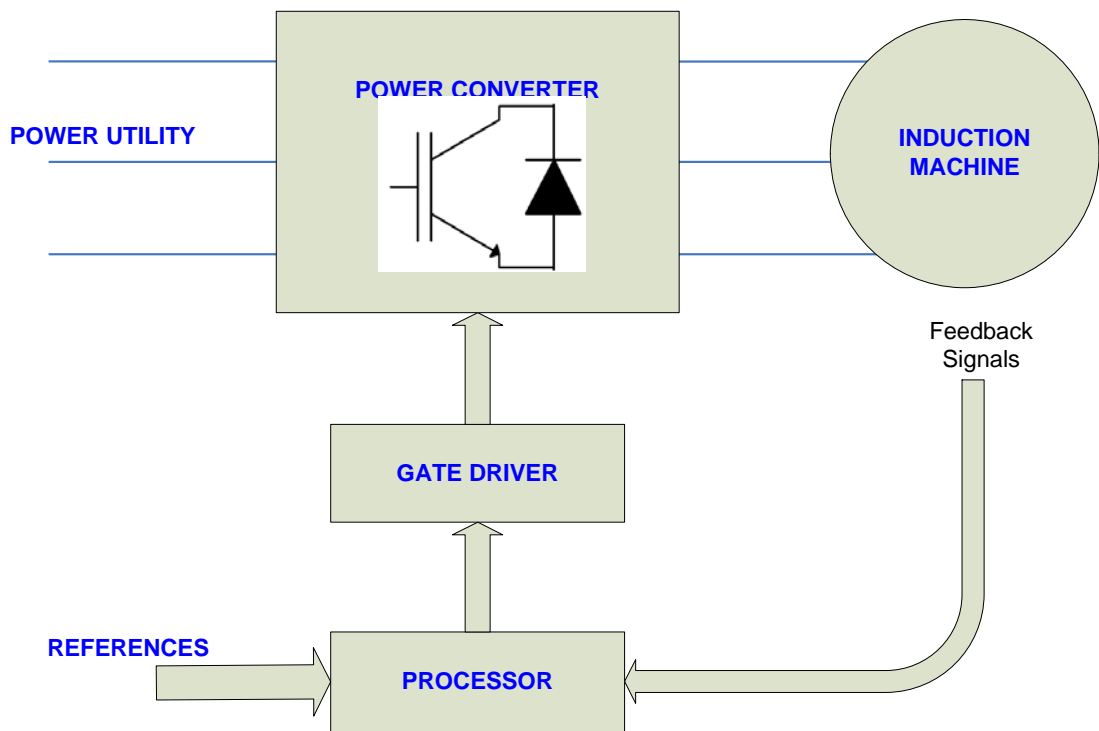 POWER CONVERTER
POWER UTILITY
INDUCTION
MACHINE
Feedback
Signals
GATE DRIVER
REFERENCES
PROCESSOR